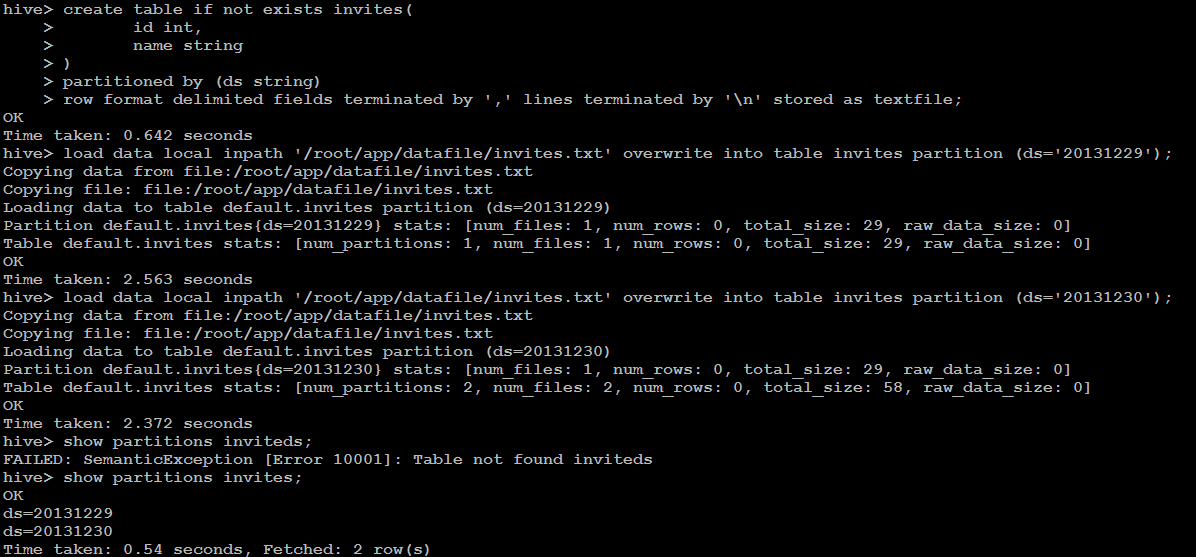 hive> create table if not exists invites(
    >        id int,
    >        name string
    > )
    > partitioned by (ds string)
    > row format delimited fields terminated by ',' lines terminated by '\n' stored as textfile;
OK
Time taken: 0.642 seconds
hive> load data local inpath '/root/app/datafile/invites.txt' overwrite into table invites partition (ds='20131229');
Copying data from file:/root/app/datafile/invites.txt
Copying file: file:/root/app/datafile/invites.txt
Loading data to table default.invites partition (ds=20131229)
Partition default.invites{ds=20131229} stats: [num_files: 1, num_rows: 0, total_size: 29, raw_data_size: 0]
Table default.invites stats: [num_partitions: 1, num_files: 1, num_rows: 0, total_size: 29, raw_data_size: 0]
OK
Time taken: 2.563 seconds
hive> load data local inpath '/root/app/datafile/invites.txt' overwrite into table invites partition (ds='20131230');
Copying data from file:/root/app/datafile/invites.txt
Copying file: file:/root/app/datafile/invites.txt
Loading data to table default.invites partition (ds=20131230)
Partition default.invites{ds=20131230} stats: [num_files: 1, num_rows: 0, total_size: 29, raw_data_size: 0]
Table default.invites stats: [num_partitions: 2, num_files: 2, num_rows: 0, total_size: 58, raw_data_size: 0]
OK
Time taken: 2.372 seconds
hive> show partitions inviteds;
FAILED: SemanticException [Error 10001]: Table not found inviteds
hive> show partitions invites;
OK
ds=20131229
ds=20131230
Time taken: 0.54 seconds, Fetched: 2 row(s)